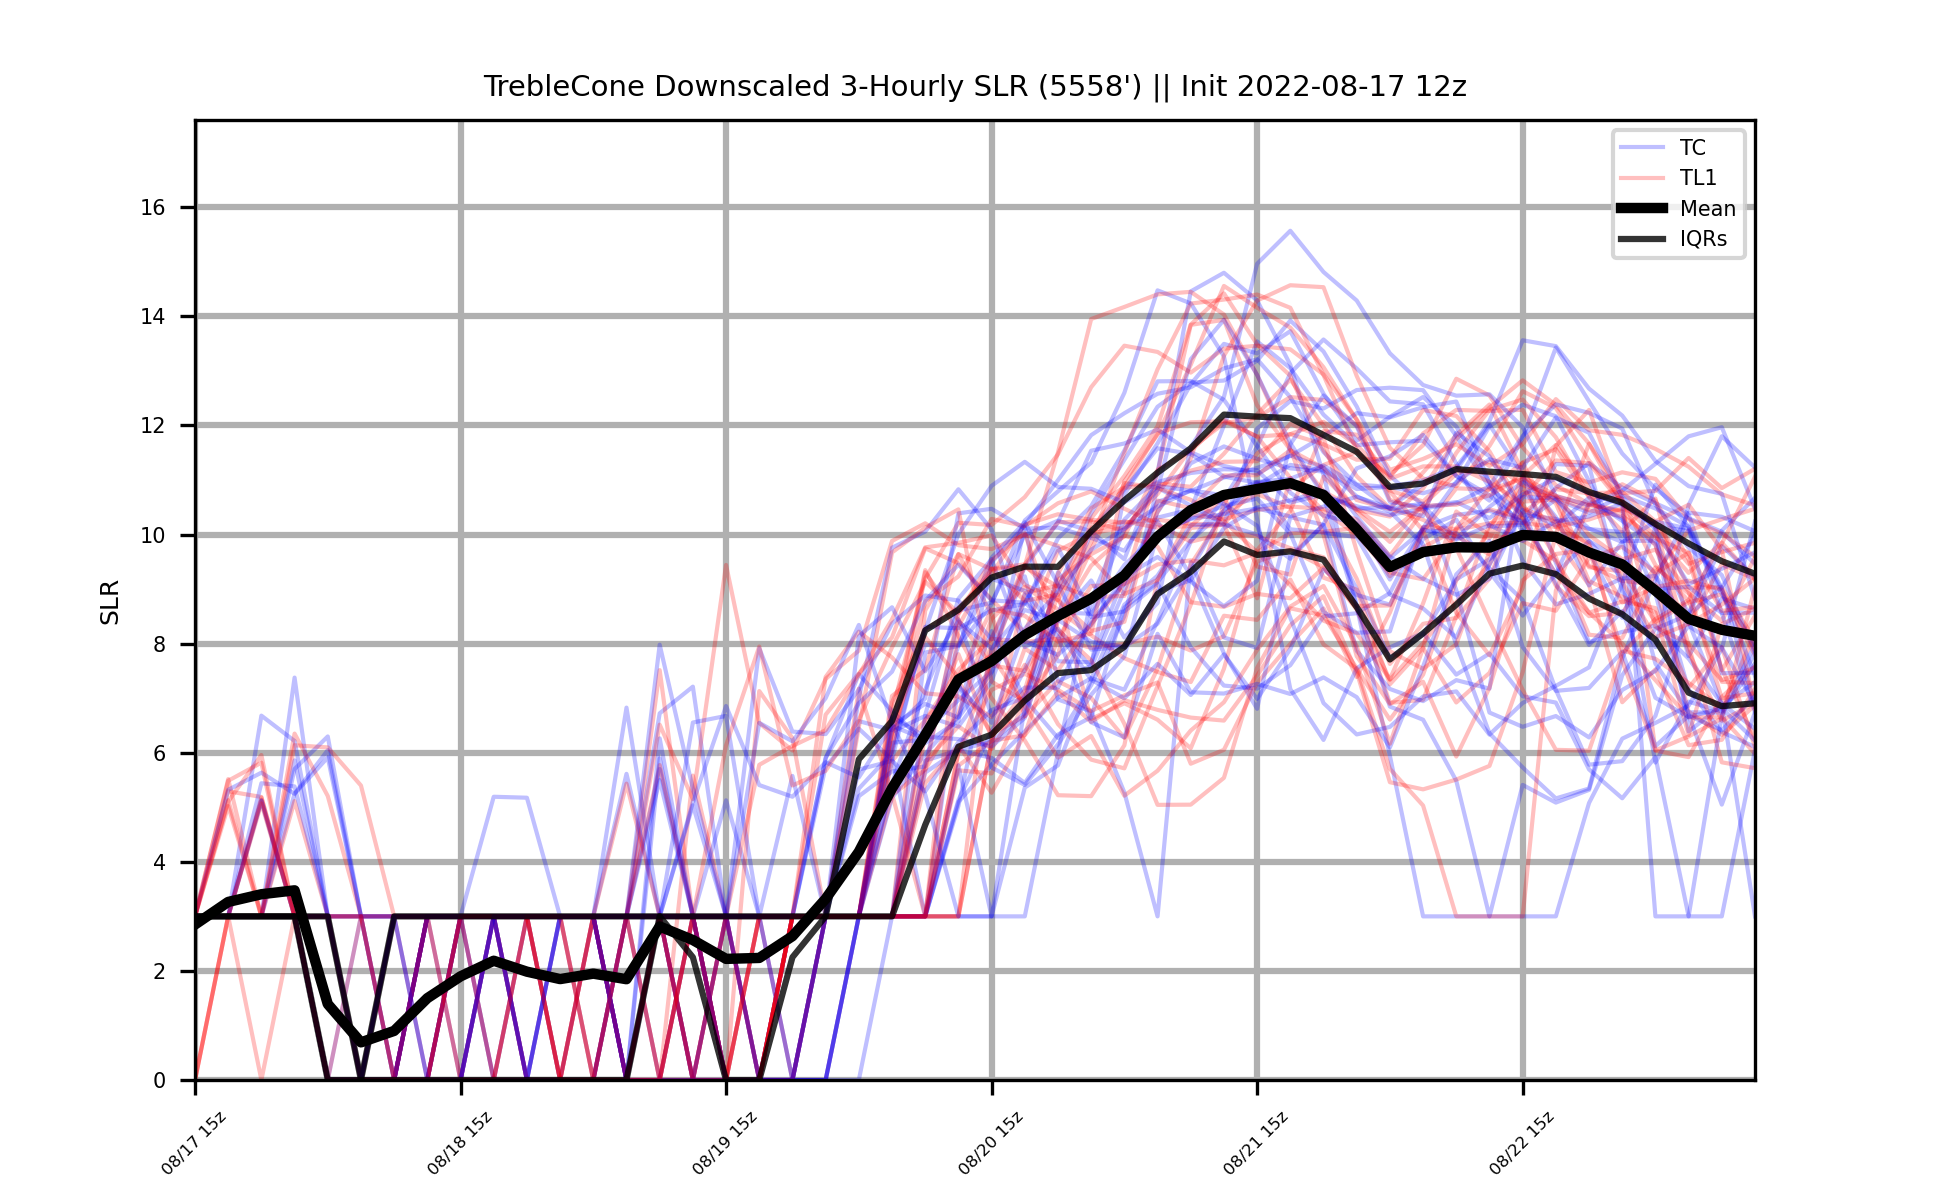 TrebleCone Downscaled 3-Hourly SLR (5558') || Init 2022-08-17 12z
TC
TL1
Mean
IQRs
SLR
16
14
12
10
8
6
4
2
0
08/17 15z
08/18 15z
08/19 15z
08/20 15z
08/21 15z
08/22 15z